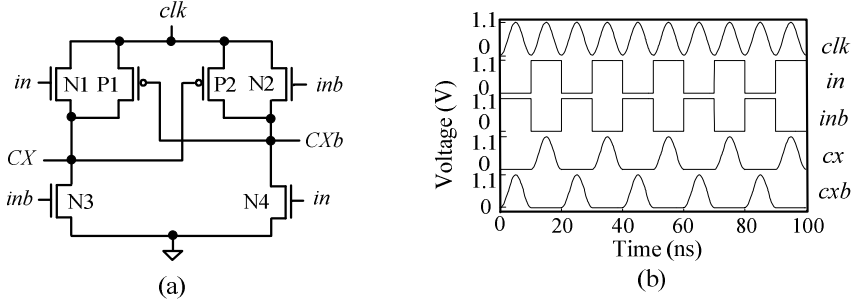 clk
in
N1
P1
P2
N2
inb
CX
CXb
inb
N3
N4
in
(a)
Voltage (V)
1.1
0
clk
1.1
0
in
1.1
0
inb
1.1
0
cx
1.1
0
cxb
0 20 40 60 80 100
Time (ns)
(b)